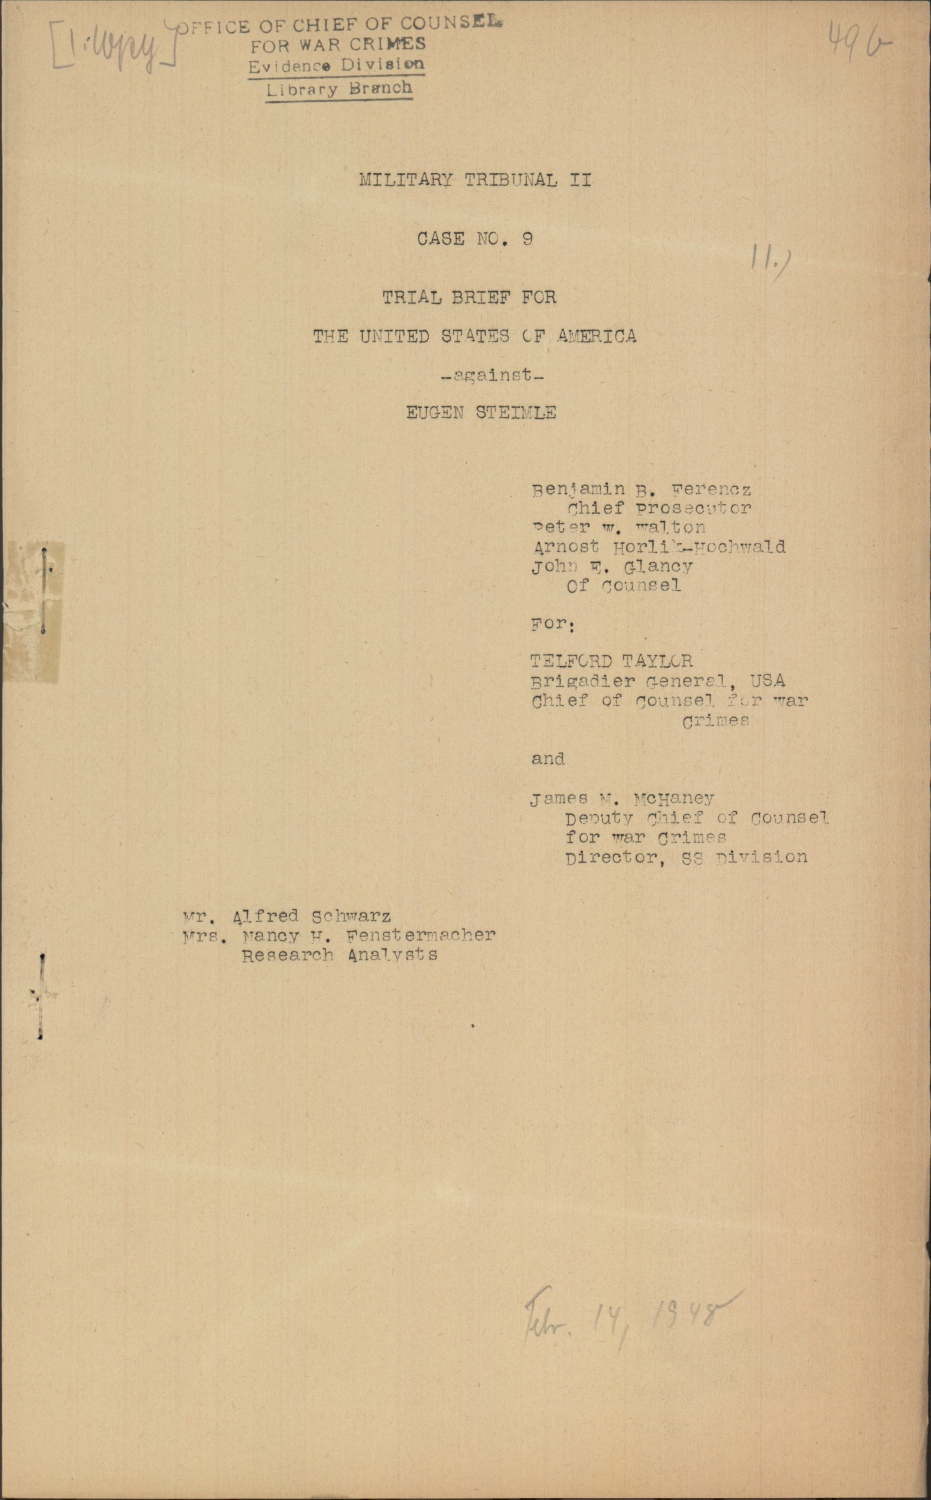 [1 copy]
OFFICE OF CHIEF OF COUNSEL
FOR WAR CRIMES
Evidence Division
Library Branch
496
MILITARY TRIBUNAL II
CASE NO. 9
11.)
TRIAL BRIEF FOR
THE UNITED STATES OF AMERICA
-against-
EUGEN STEIMLE
Benjamin B. Ferencz
Chief Prosecutor
Peter W. Walton
Arnost Horlik-Hochwald
John E. Glancy
Of Counsel
For:
TELFORD TAYLOR
Brigadier General, USA
Chief of Counsel for War
Crimes
and
James M. McHaney
Deputy Chief of Counsel
for War Crimes
Director, SS Division
Mr. Alfred Schwarz
Mrs. Nancy H. Fenstermacher
Research Analysts
Febr. 14, 1948